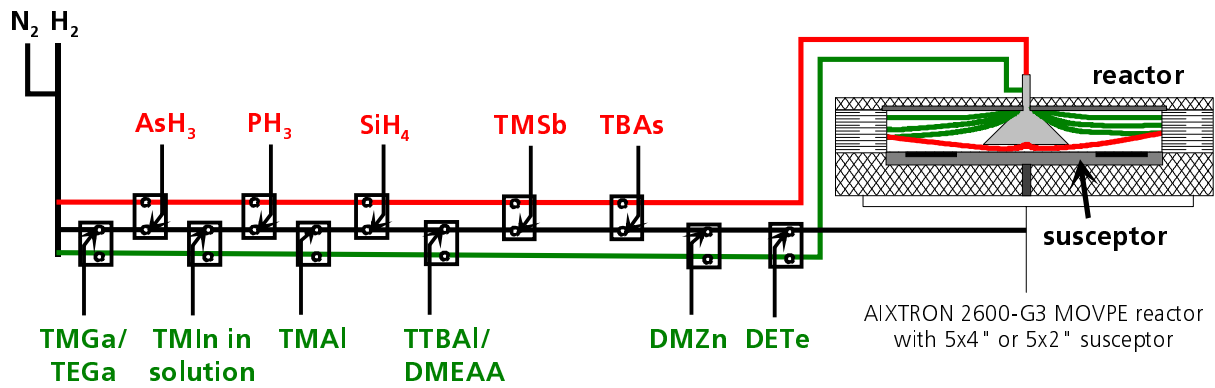 N₂ H₂
reactor
AsH₃ PH₃ SiH₄ TMSb TBAs
susceptor
TMGa/
TEGa
TMIn in
solution
TMAl
TTBAl/
DMEAA
DMZn
DETe
AIXTRON 2600-G3 MOVPE reactor
with 5x4" or 5x2" susceptor